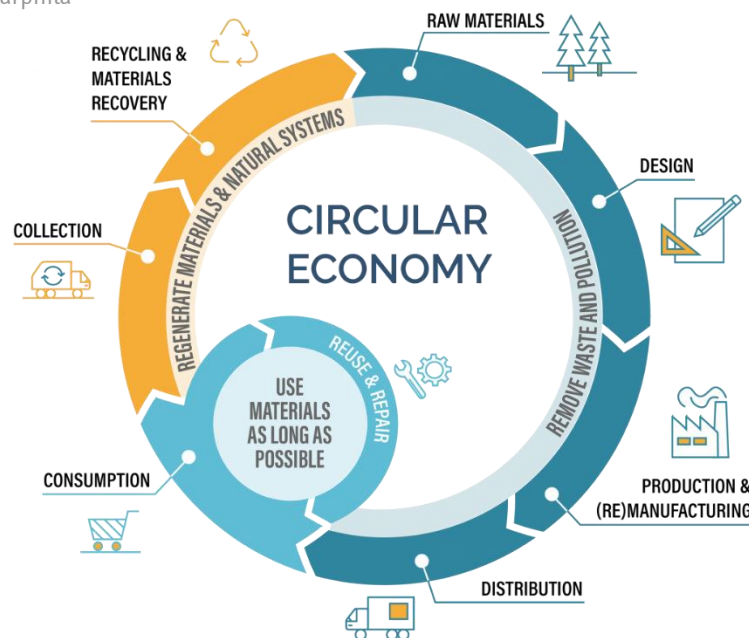 RAW MATERIALS
RECYCLING &
MATERIALS
RECOVERY
DESIGN
COLLECTION
REGENERATE MATERIALS & NATURAL SYSTEMS
CIRCULAR
ECONOMY
REMOVE WASTE AND POLLUTION
REUSE & REPAIR
USE
MATERIALS
AS LONG AS
POSSIBLE
CONSUMPTION
PRODUCTION &
(RE)MANUFACTURING
DISTRIBUTION